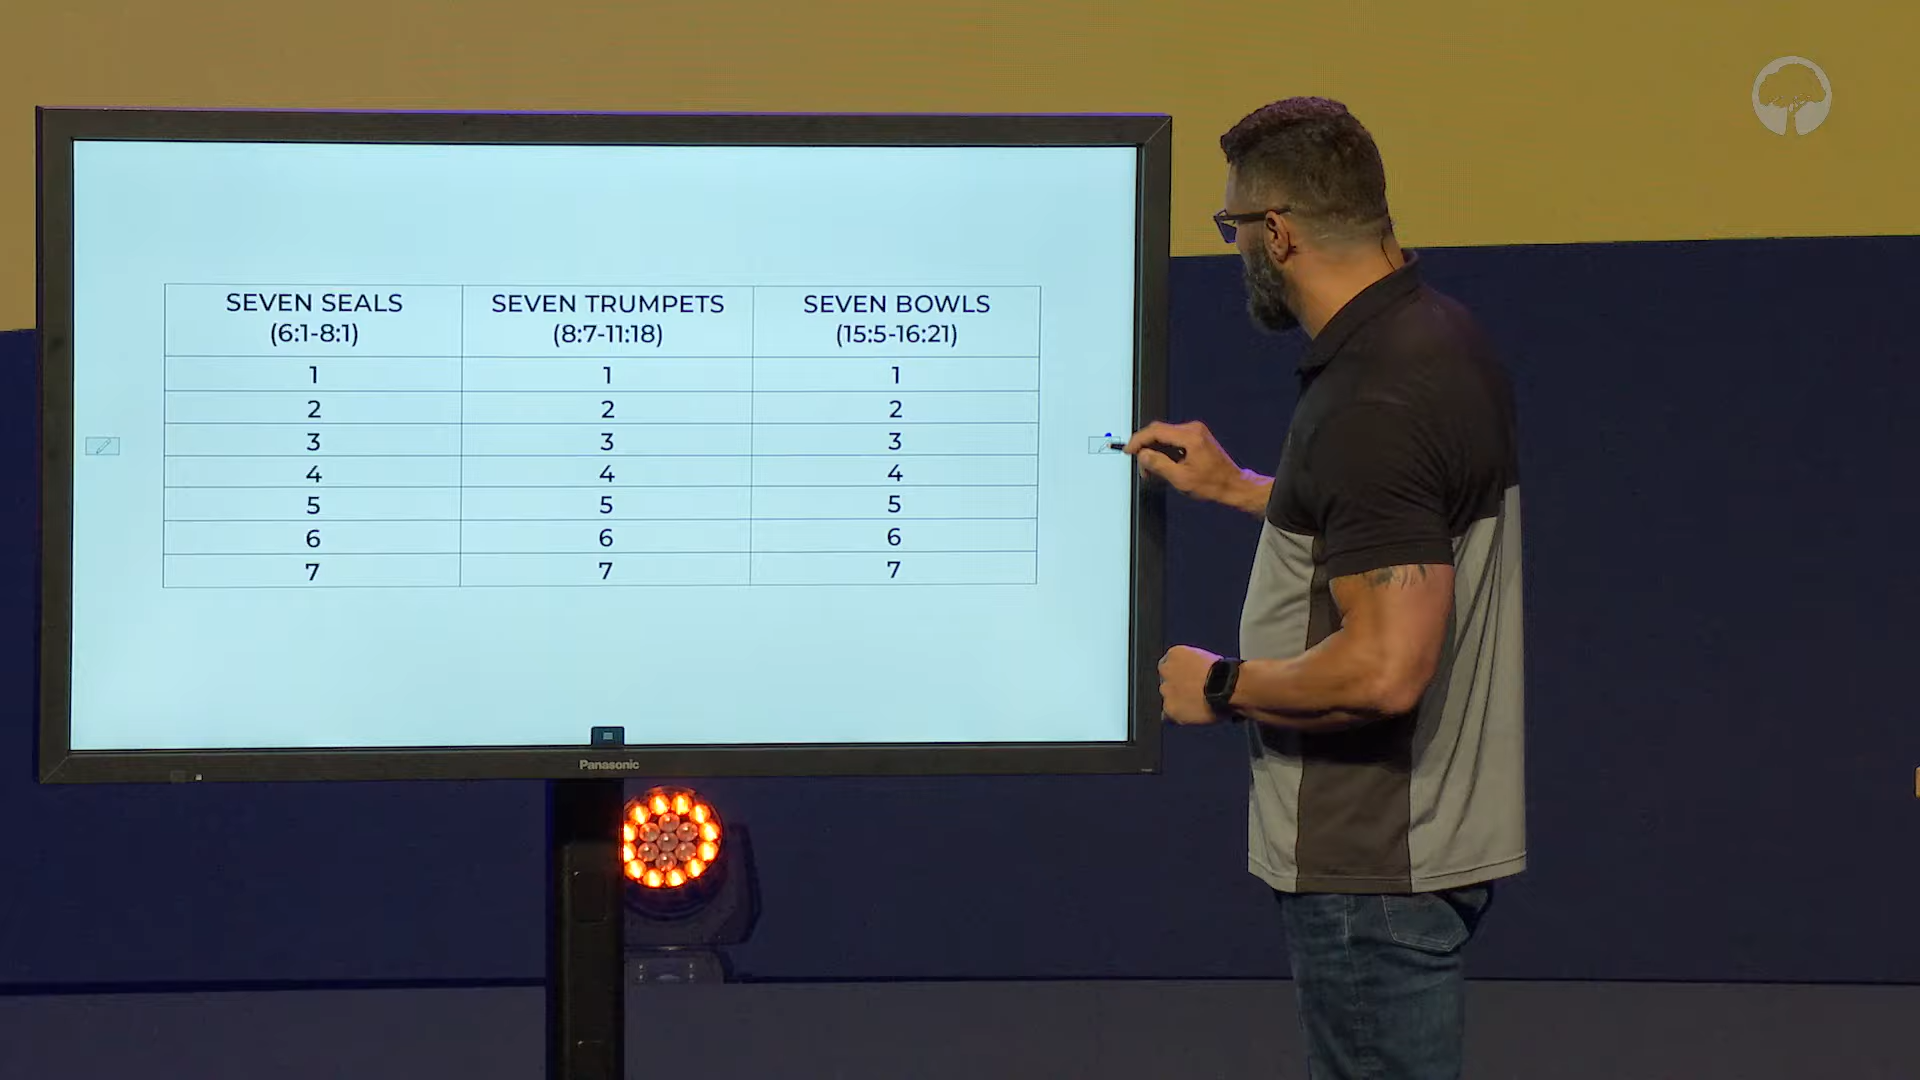 SEVEN SEALS SEVEN TRUMPETS SEVEN BOWLS
(6:1-8:1) (8:7-11:18) (15:5-16:21)
1 1 1
2 2 2
3 3 3
4 4 4
5 5 5
6 6 6
7 7 7
Panasonic